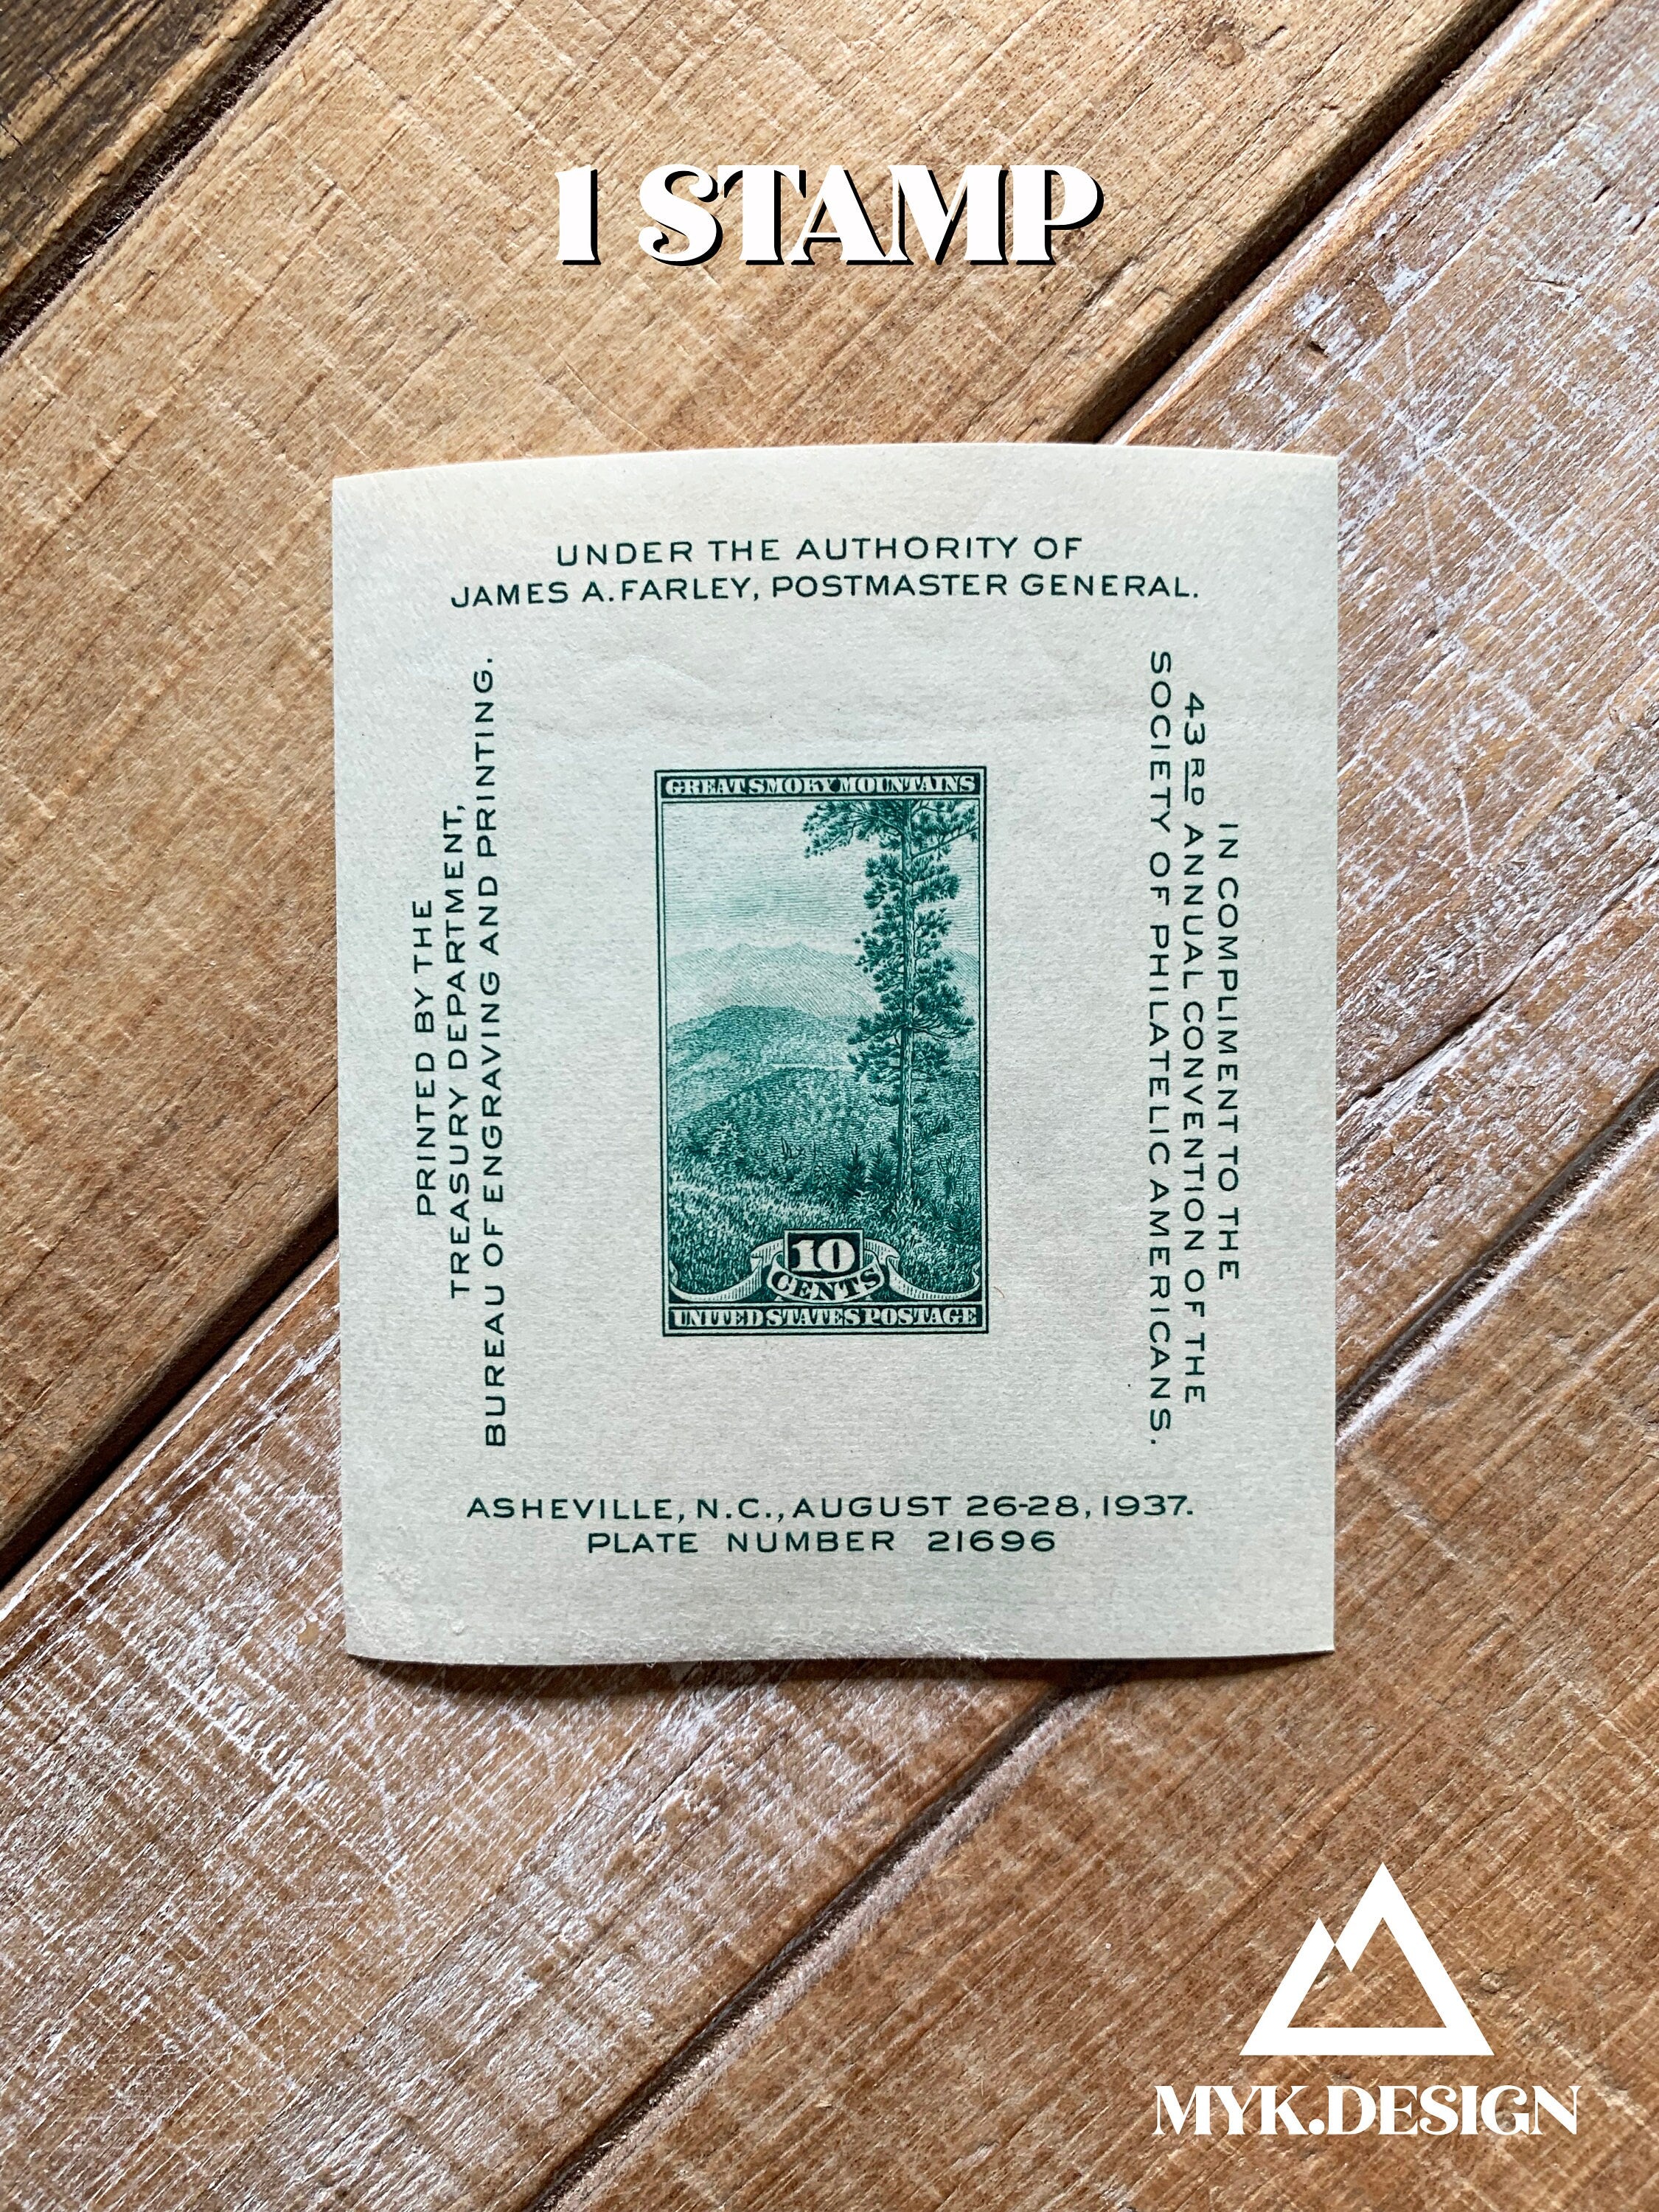 1 STAMP
UNDER THE AUTHORITY OF
JAMES A. FARLEY, POSTMASTER GENERAL.
PRINTED BY THE
TREASURY DEPARTMENT,
BUREAU OF ENGRAVING AND PRINTING.
GREAT SMOKY MOUNTAINS
10
CENTS
UNITED STATES POSTAGE
IN COMPLIMENT TO THE
43RD ANNUAL CONVENTION OF THE
SOCIETY OF PHILATELIC AMERICANS.
ASHEVILLE, N.C., AUGUST 26-28, 1937.
PLATE NUMBER 21696
MYK.DESIGN